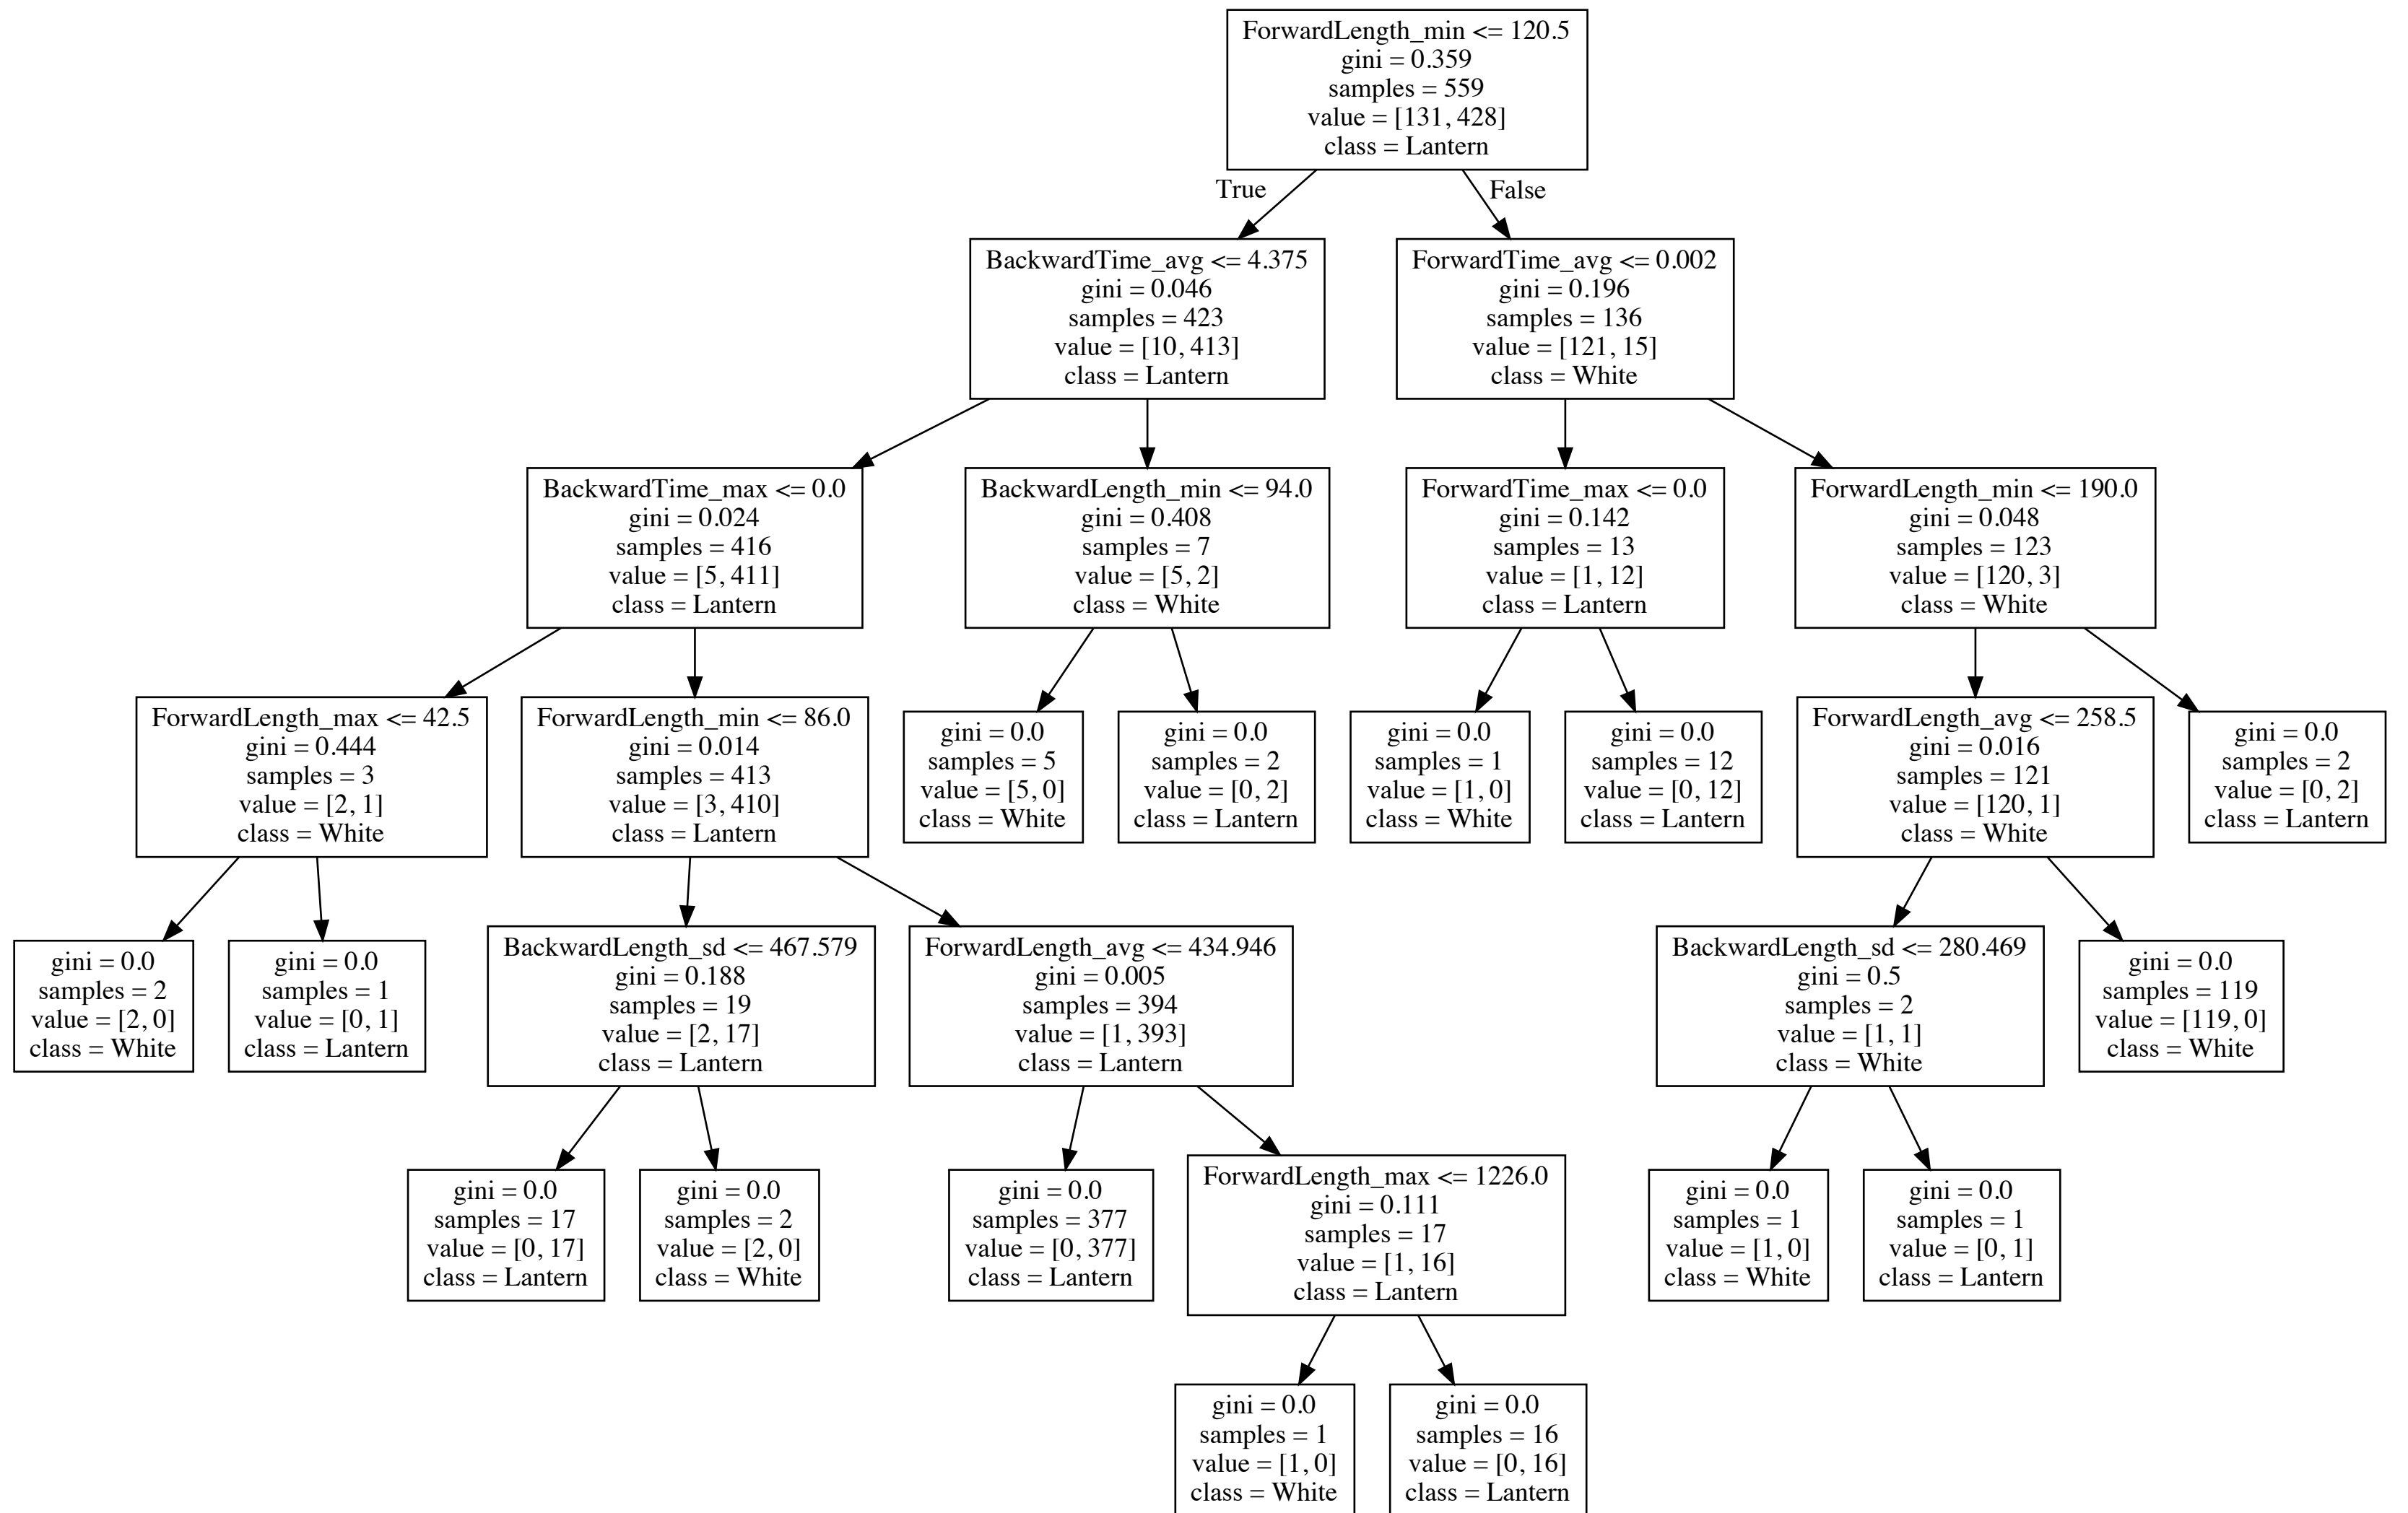 ForwardLength_min <= 120.5
gini = 0.359
samples = 559
value = [131, 428]
class = Lantern
True
False
BackwardTime_avg <= 4.375
gini = 0.046
samples = 423
value = [10, 413]
class = Lantern
ForwardTime_avg <= 0.002
gini = 0.196
samples = 136
value = [121, 15]
class = White
BackwardTime_max <= 0.0
gini = 0.024
samples = 416
value = [5, 411]
class = Lantern
BackwardLength_min <= 94.0
gini = 0.408
samples = 7
value = [5, 2]
class = White
ForwardTime_max <= 0.0
gini = 0.142
samples = 13
value = [1, 12]
class = Lantern
ForwardLength_min <= 190.0
gini = 0.048
samples = 123
value = [120, 3]
class = White
ForwardLength_max <= 42.5
gini = 0.444
samples = 3
value = [2, 1]
class = White
ForwardLength_min <= 86.0
gini = 0.014
samples = 413
value = [3, 410]
class = Lantern
gini = 0.0
samples = 5
value = [5, 0]
class = White
gini = 0.0
samples = 2
value = [0, 2]
class = Lantern
gini = 0.0
samples = 1
value = [1, 0]
class = White
gini = 0.0
samples = 12
value = [0, 12]
class = Lantern
ForwardLength_avg <= 258.5
gini = 0.016
samples = 121
value = [120, 1]
class = White
gini = 0.0
samples = 2
value = [0, 2]
class = Lantern
gini = 0.0
samples = 2
value = [2, 0]
class = White
gini = 0.0
samples = 1
value = [0, 1]
class = Lantern
BackwardLength_sd <= 467.579
gini = 0.188
samples = 19
value = [2, 17]
class = Lantern
ForwardLength_avg <= 434.946
gini = 0.005
samples = 394
value = [1, 393]
class = Lantern
BackwardLength_sd <= 280.469
gini = 0.5
samples = 2
value = [1, 1]
class = White
gini = 0.0
samples = 119
value = [119, 0]
class = White
gini = 0.0
samples = 17
value = [0, 17]
class = Lantern
gini = 0.0
samples = 2
value = [2, 0]
class = White
gini = 0.0
samples = 377
value = [0, 377]
class = Lantern
ForwardLength_max <= 1226.0
gini = 0.111
samples = 17
value = [1, 16]
class = Lantern
gini = 0.0
samples = 1
value = [1, 0]
class = White
gini = 0.0
samples = 1
value = [0, 1]
class = Lantern
gini = 0.0
samples = 1
value = [1, 0]
class = White
gini = 0.0
samples = 16
value = [0, 16]
class = Lantern